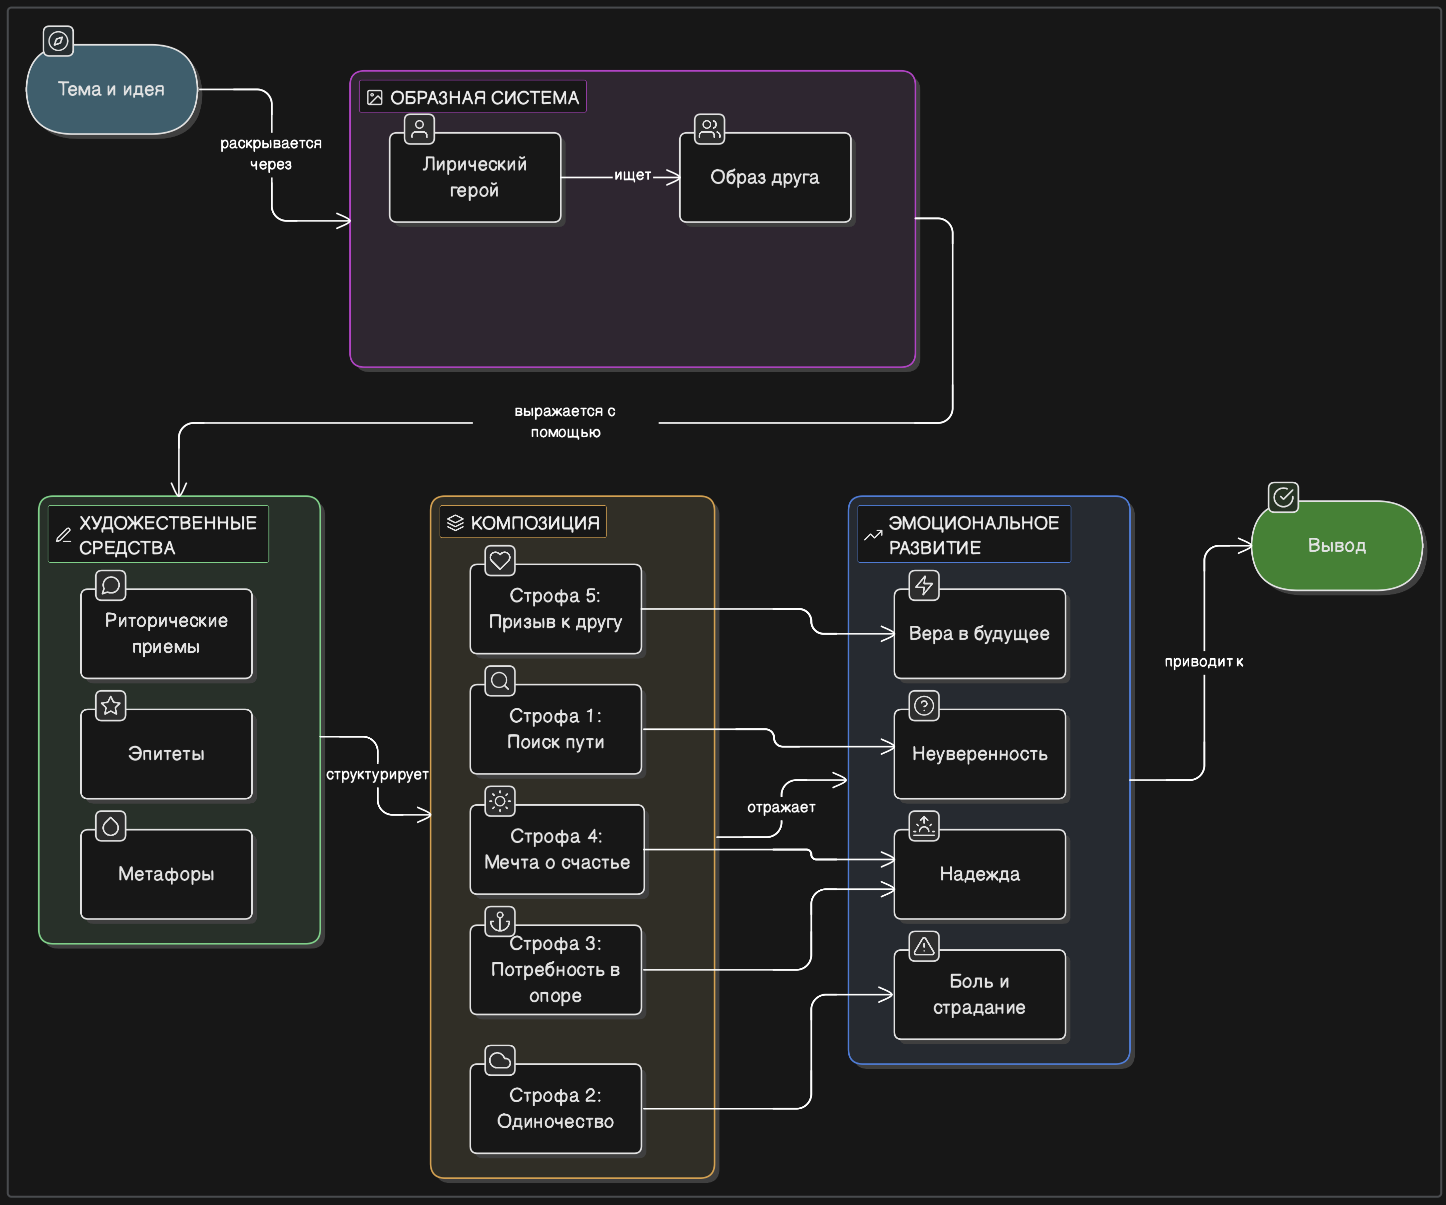 Тема и идея
раскрывается
через
ОБРАЗНАЯ СИСТЕМА
Лирический
герой
ищет
Образ друга
выражается с
помощью
ХУДОЖЕСТВЕННЫЕ
СРЕДСТВА
Риторические
приемы
Эпитеты
Метафоры
структурирует
КОМПОЗИЦИЯ
Строфа 5:
Призыв к другу
Строфа 1:
Поиск пути
Строфа 4:
Мечта о счастье
Строфа 3:
Потребность в
опоре
Строфа 2:
Одиночество
отражает
ЭМОЦИОНАЛЬНОЕ
РАЗВИТИЕ
Вера в будущее
Неуверенность
Надежда
Боль и
страдание
приводит к
Вывод